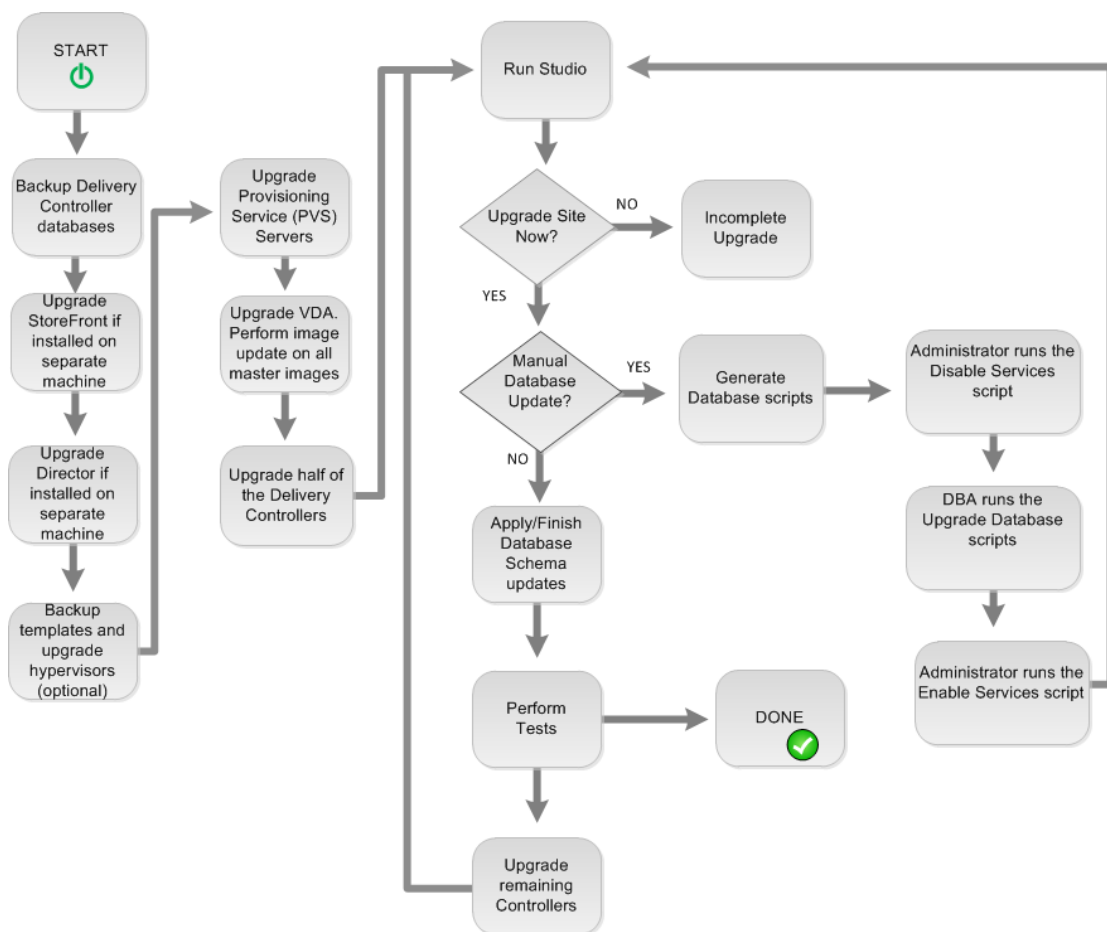 START
Backup Delivery
Controller
databases
Upgrade
StoreFront if
installed on
separate
machine
Upgrade
Director if
installed on
separate
machine
Backup
templates and
upgrade
hypervisors
(optional)
Upgrade
Provisioning
Service (PVS)
Servers
Upgrade VDA.
Perform image
update on all
master images
Upgrade half of
the Delivery
Controllers
Run Studio
Upgrade Site
Now?
NO
Incomplete
Upgrade
YES
Manual
Database
Update?
YES
Generate
Database scripts
Administrator runs the
Disable Services
script
DBA runs the
Upgrade Database
scripts
Administrator runs the
Enable Services script
NO
Apply/Finish
Database
Schema
updates
Perform
Tests
DONE
Upgrade
remaining
Controllers